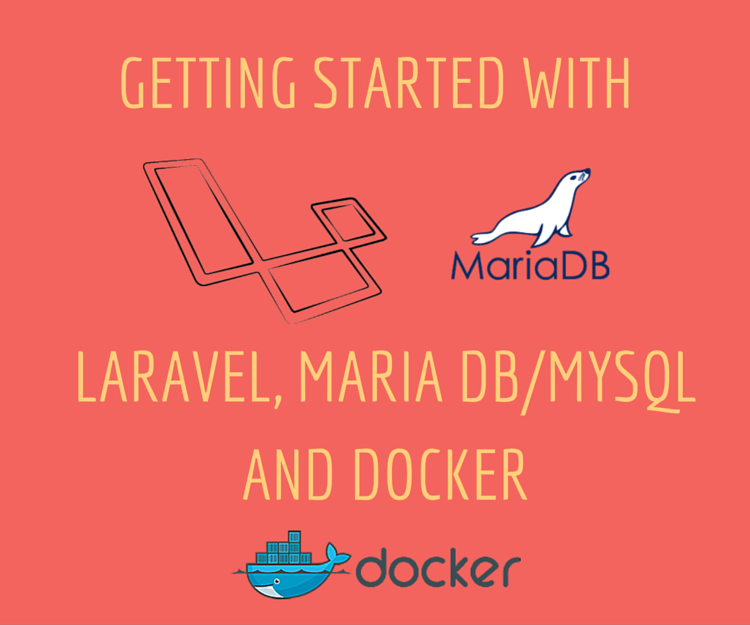 GETTING STARTED WITH
MariaDB
LARAVEL, MARIA DB/MYSQL
AND DOCKER
docker